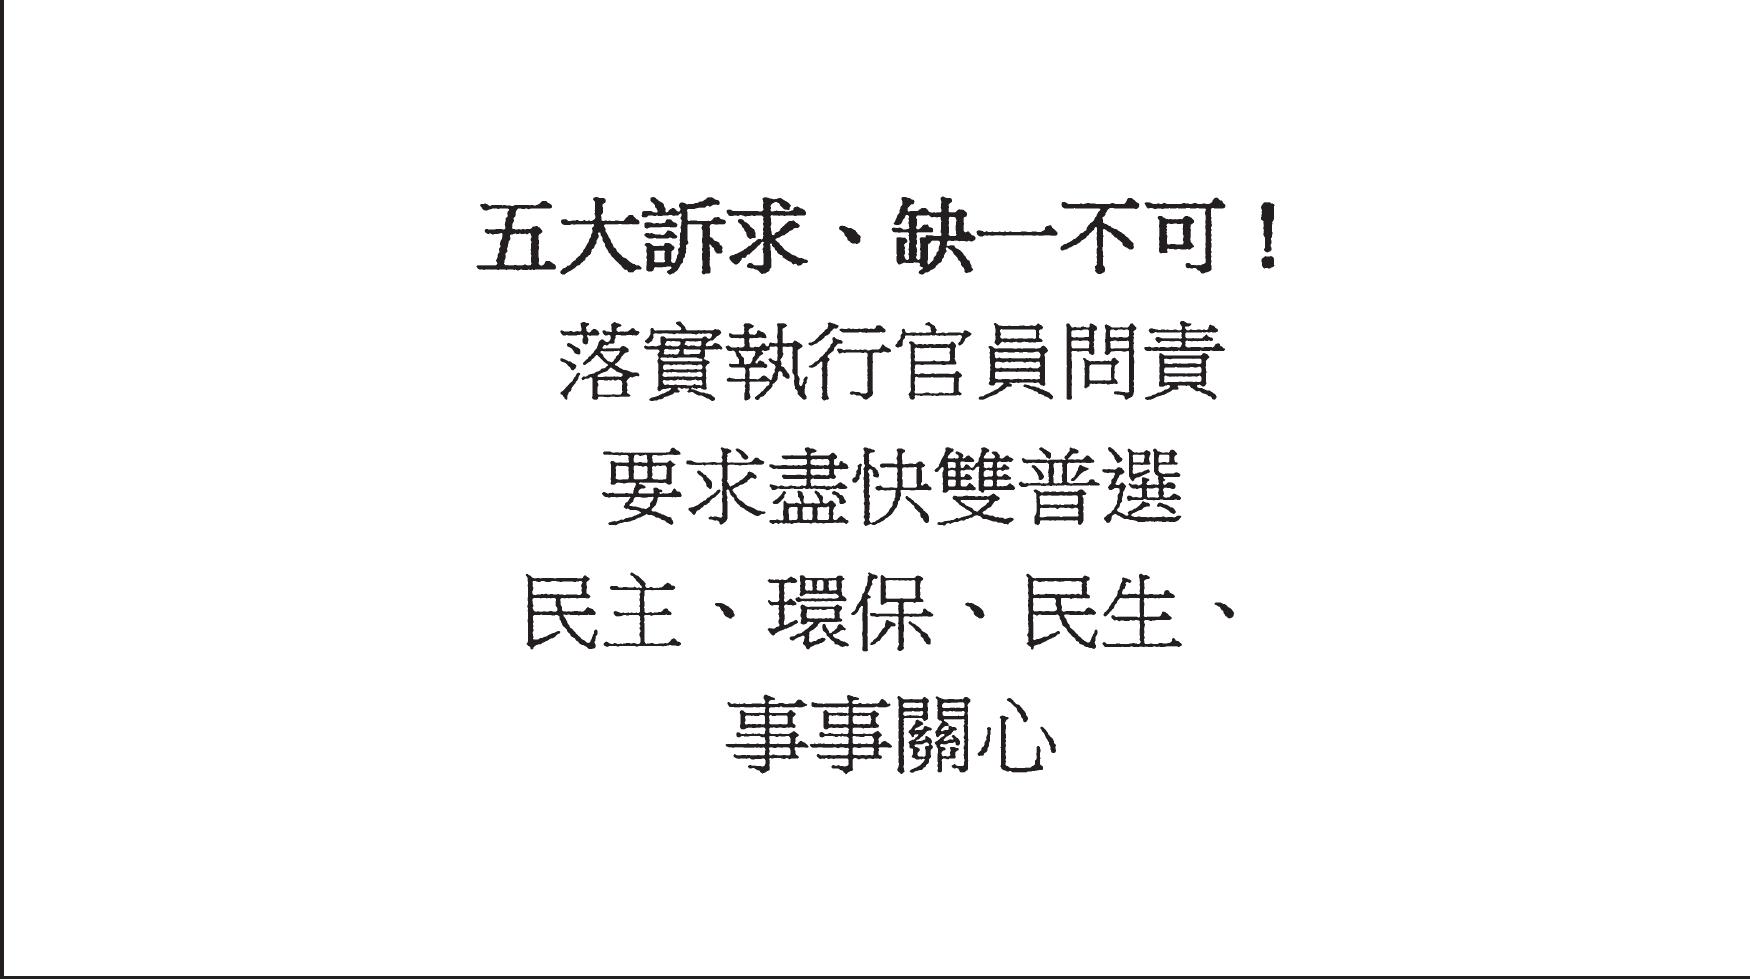 五大訴求、缺一不可！
落實執行官員問責
要求盡快雙普選
民主、環保、民生、
事事關心